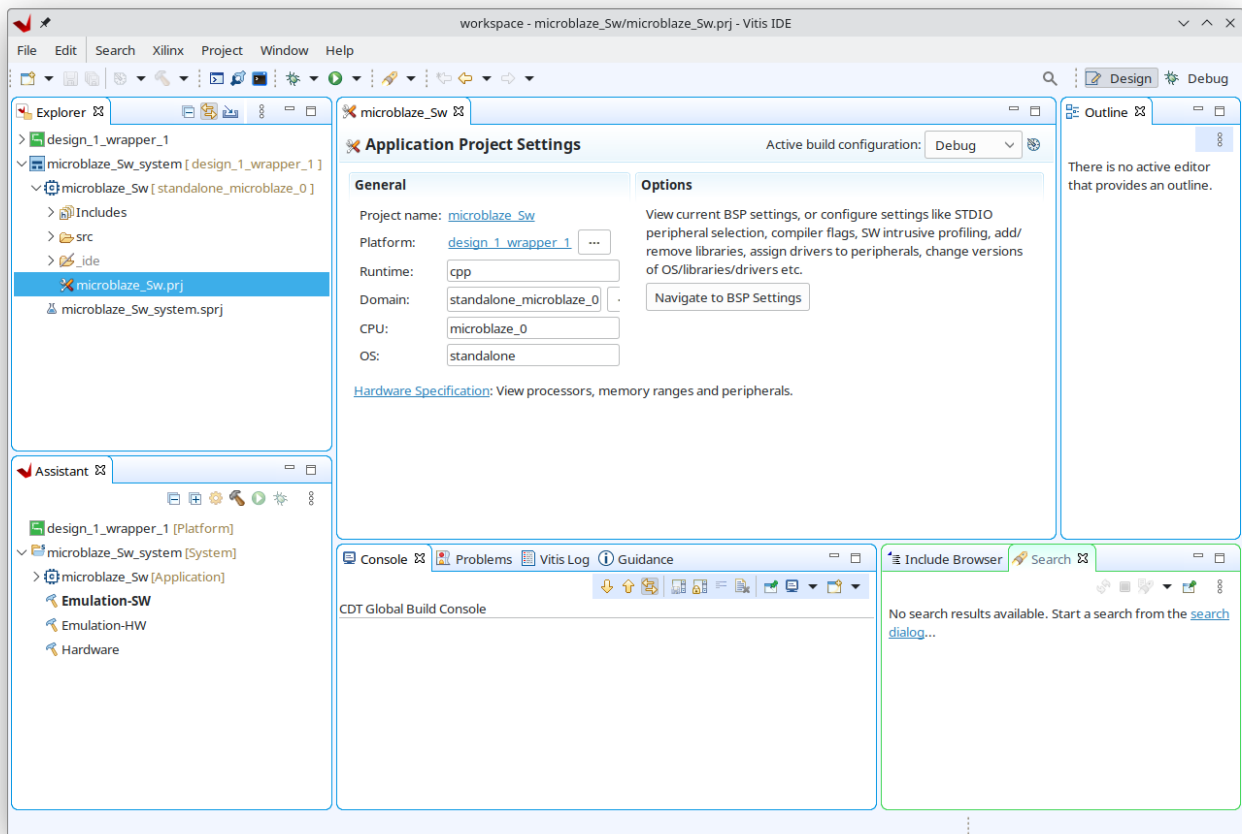 workspace - microblaze_Sw/microblaze_Sw.prj - Vitis IDE
File Edit Search Xilinx Project Window Help
Design Debug
Explorer
design_1_wrapper_1
microblaze_Sw_system [ design_1_wrapper_1 ]
microblaze_Sw [ standalone_microblaze_0 ]
Includes
src
_ide
microblaze_Sw.prj
microblaze_Sw_system.sprj
microblaze_Sw
Application Project Settings
Active build configuration: Debug
General
Project name: microblaze_Sw
Platform: design_1_wrapper_1 ...
Runtime: cpp
Domain: standalone_microblaze_0
CPU: microblaze_0
OS: standalone
Hardware Specification: View processors, memory ranges and peripherals.
Options
View current BSP settings, or configure settings like STDIO
peripheral selection, compiler flags, SW intrusive profiling, add/
remove libraries, assign drivers to peripherals, change versions
of OS/libraries/drivers etc.
Navigate to BSP Settings
Outline
There is no active editor
that provides an outline.
Assistant
design_1_wrapper_1 [Platform]
microblaze_Sw_system [System]
microblaze_Sw [Application]
Emulation-SW
Emulation-HW
Hardware
Console Problems Vitis Log Guidance
CDT Global Build Console
Include Browser Search
No search results available. Start a search from the search
dialog...